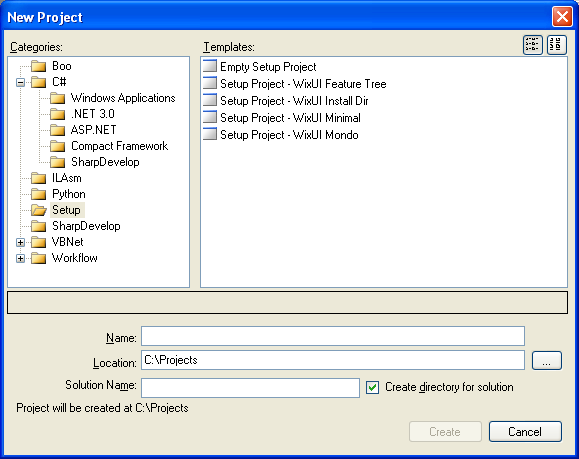 New Project
Categories:
Templates:
Boo
C#
Windows Applications
.NET 3.0
ASP.NET
Compact Framework
SharpDevelop
ILAsm
Python
Setup
SharpDevelop
VBNet
Workflow
Empty Setup Project
Setup Project - WixUI Feature Tree
Setup Project - WixUI Install Dir
Setup Project - WixUI Minimal
Setup Project - WixUI Mondo
Name:
Location: C:\Projects ...
Solution Name: Create directory for solution
Project will be created at C:\Projects
Create Cancel